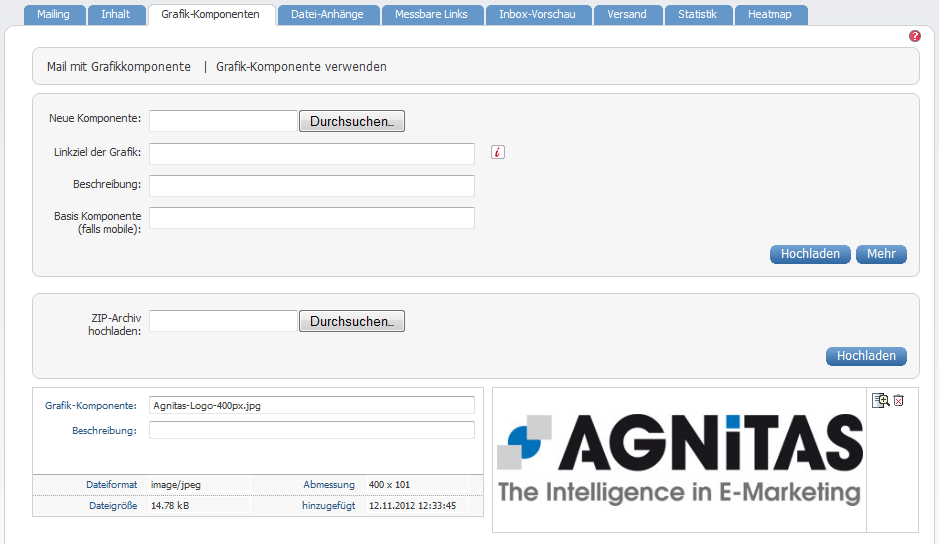 Mailing Inhalt Grafik-Komponenten Datei-Anhänge Messbare Links Inbox-Vorschau Versand Statistik Heatmap
?
Mail mit Grafikkomponente | Grafik-Komponente verwenden
Neue Komponente: Durchsuchen...
Linkziel der Grafik: i
Beschreibung:
Basis Komponente
(falls mobile):
Hochladen Mehr
ZIP-Archiv
hochladen: Durchsuchen...
Hochladen
Grafik-Komponente: Agnitas-Logo-400px.jpg
Beschreibung:
Dateiformat image/jpeg Abmessung 400 x 101
Dateigröße 14.78 kB hinzugefügt 12.11.2012 12:33:45
AGNiTAS
The Intelligence in E-Marketing